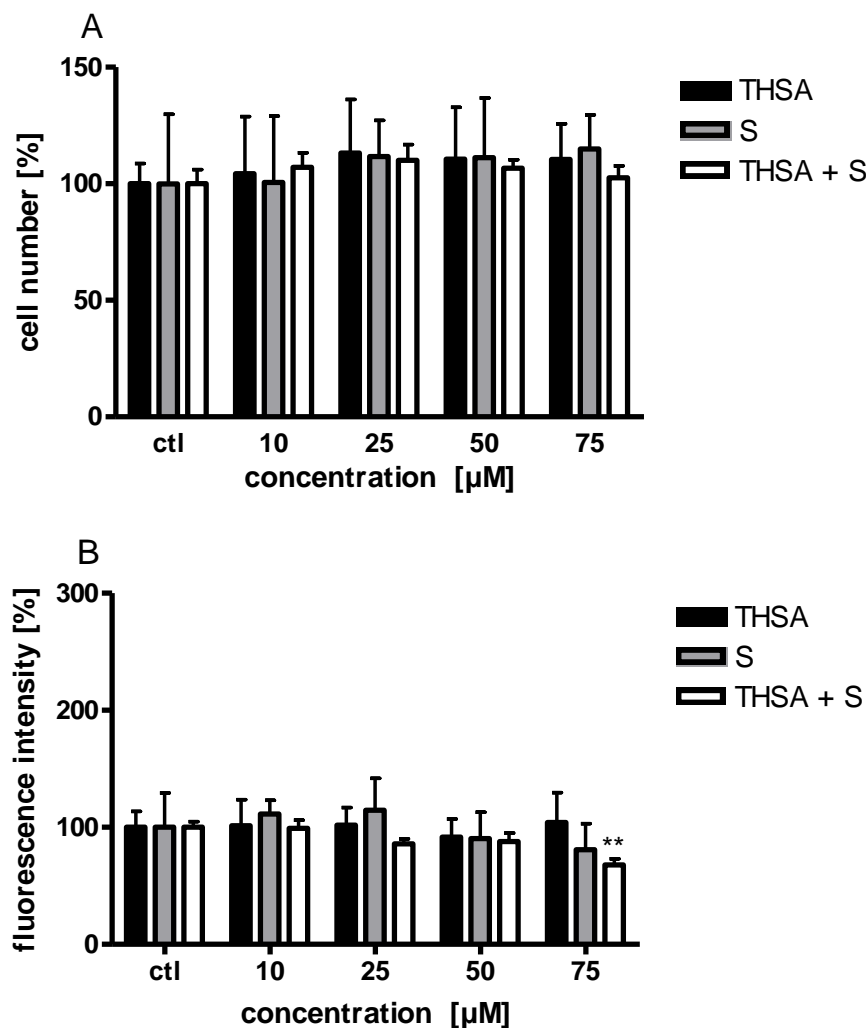 A
150
100
50
0
cell number [%]
ctl 10 25 50 75
concentration [µM]
THSA
S
THSA + S
B
300
200
100
0
fluorescence intensity [%]
**
ctl 10 25 50 75
concentration [µM]
THSA
S
THSA + S